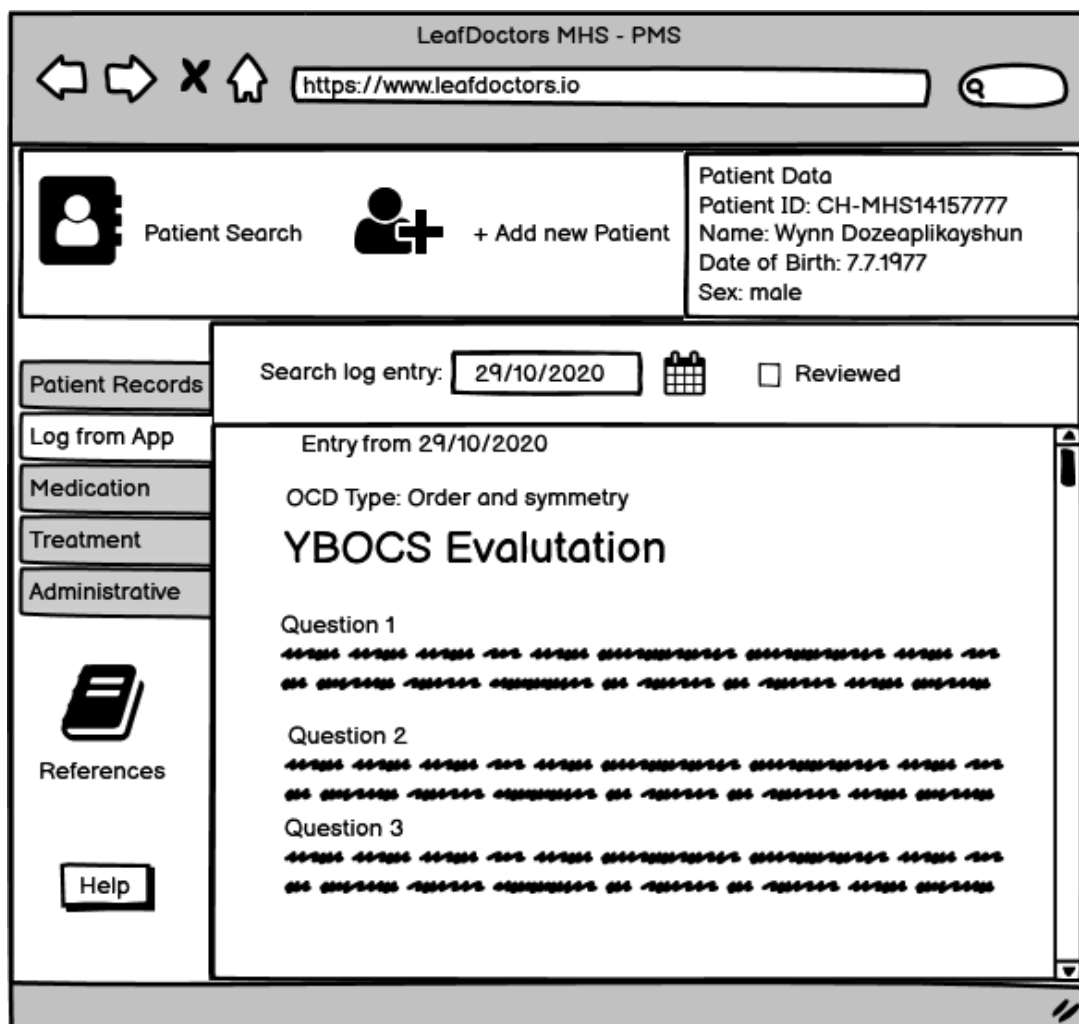 LeafDoctors MHS - PMS
https://www.leafdoctors.io
Patient Search
+ Add new Patient
Patient Data
Patient ID: CH-MHS14157777
Name: Wynn Dozeaplikayshun
Date of Birth: 7.7.1977
Sex: male
Patient Records
Log from App
Medication
Treatment
Administrative
References
Help
Search log entry: 29/10/2020
Reviewed
Entry from 29/10/2020
OCD Type: Order and symmetry
YBOCS Evalutation
Question 1
Question 2
Question 3